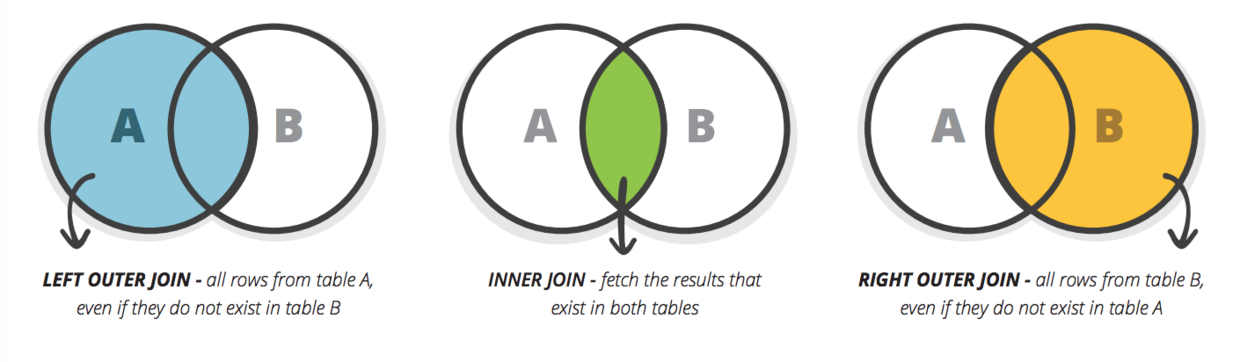 A B
A B
A B
LEFT OUTER JOIN - all rows from table A,
even if they do not exist in table B
INNER JOIN - fetch the results that
exist in both tables
RIGHT OUTER JOIN - all rows from table B,
even if they do not exist in table A